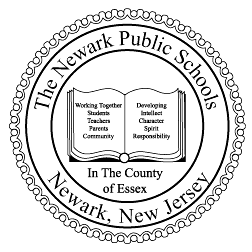 The Newark Public Schools
Working Together
Students
Teachers
Parents
Community
Developing
Intellect
Character
Spirit
Responsibility
In The County
of Essex
Newark, New Jersey